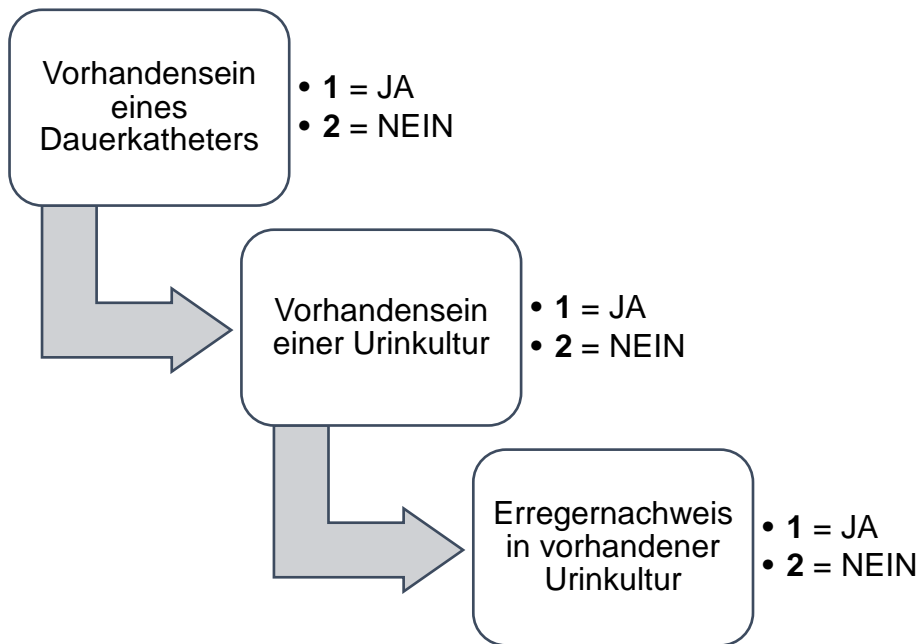 Vorhandensein
eines
Dauerkatheters
• 1 = JA
• 2 = NEIN
Vorhandensein
einer Urinkultur
• 1 = JA
• 2 = NEIN
Erregernachweis
in vorhandener
Urinkultur
• 1 = JA
• 2 = NEIN